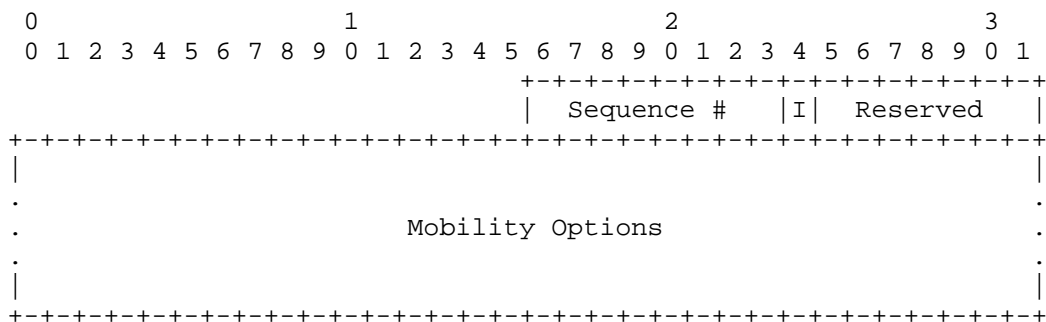 0                   1                   2                   3
 0 1 2 3 4 5 6 7 8 9 0 1 2 3 4 5 6 7 8 9 0 1 2 3 4 5 6 7 8 9 0 1
                                +-+-+-+-+-+-+-+-+-+-+-+-+-+-+-+-+
                                |  Sequence #   |I|  Reserved   |
+-+-+-+-+-+-+-+-+-+-+-+-+-+-+-+-+-+-+-+-+-+-+-+-+-+-+-+-+-+-+-+-+
|                                                               |
.                                                               .
.                        Mobility Options                       .
.                                                               .
|                                                               |
+-+-+-+-+-+-+-+-+-+-+-+-+-+-+-+-+-+-+-+-+-+-+-+-+-+-+-+-+-+-+-+-+